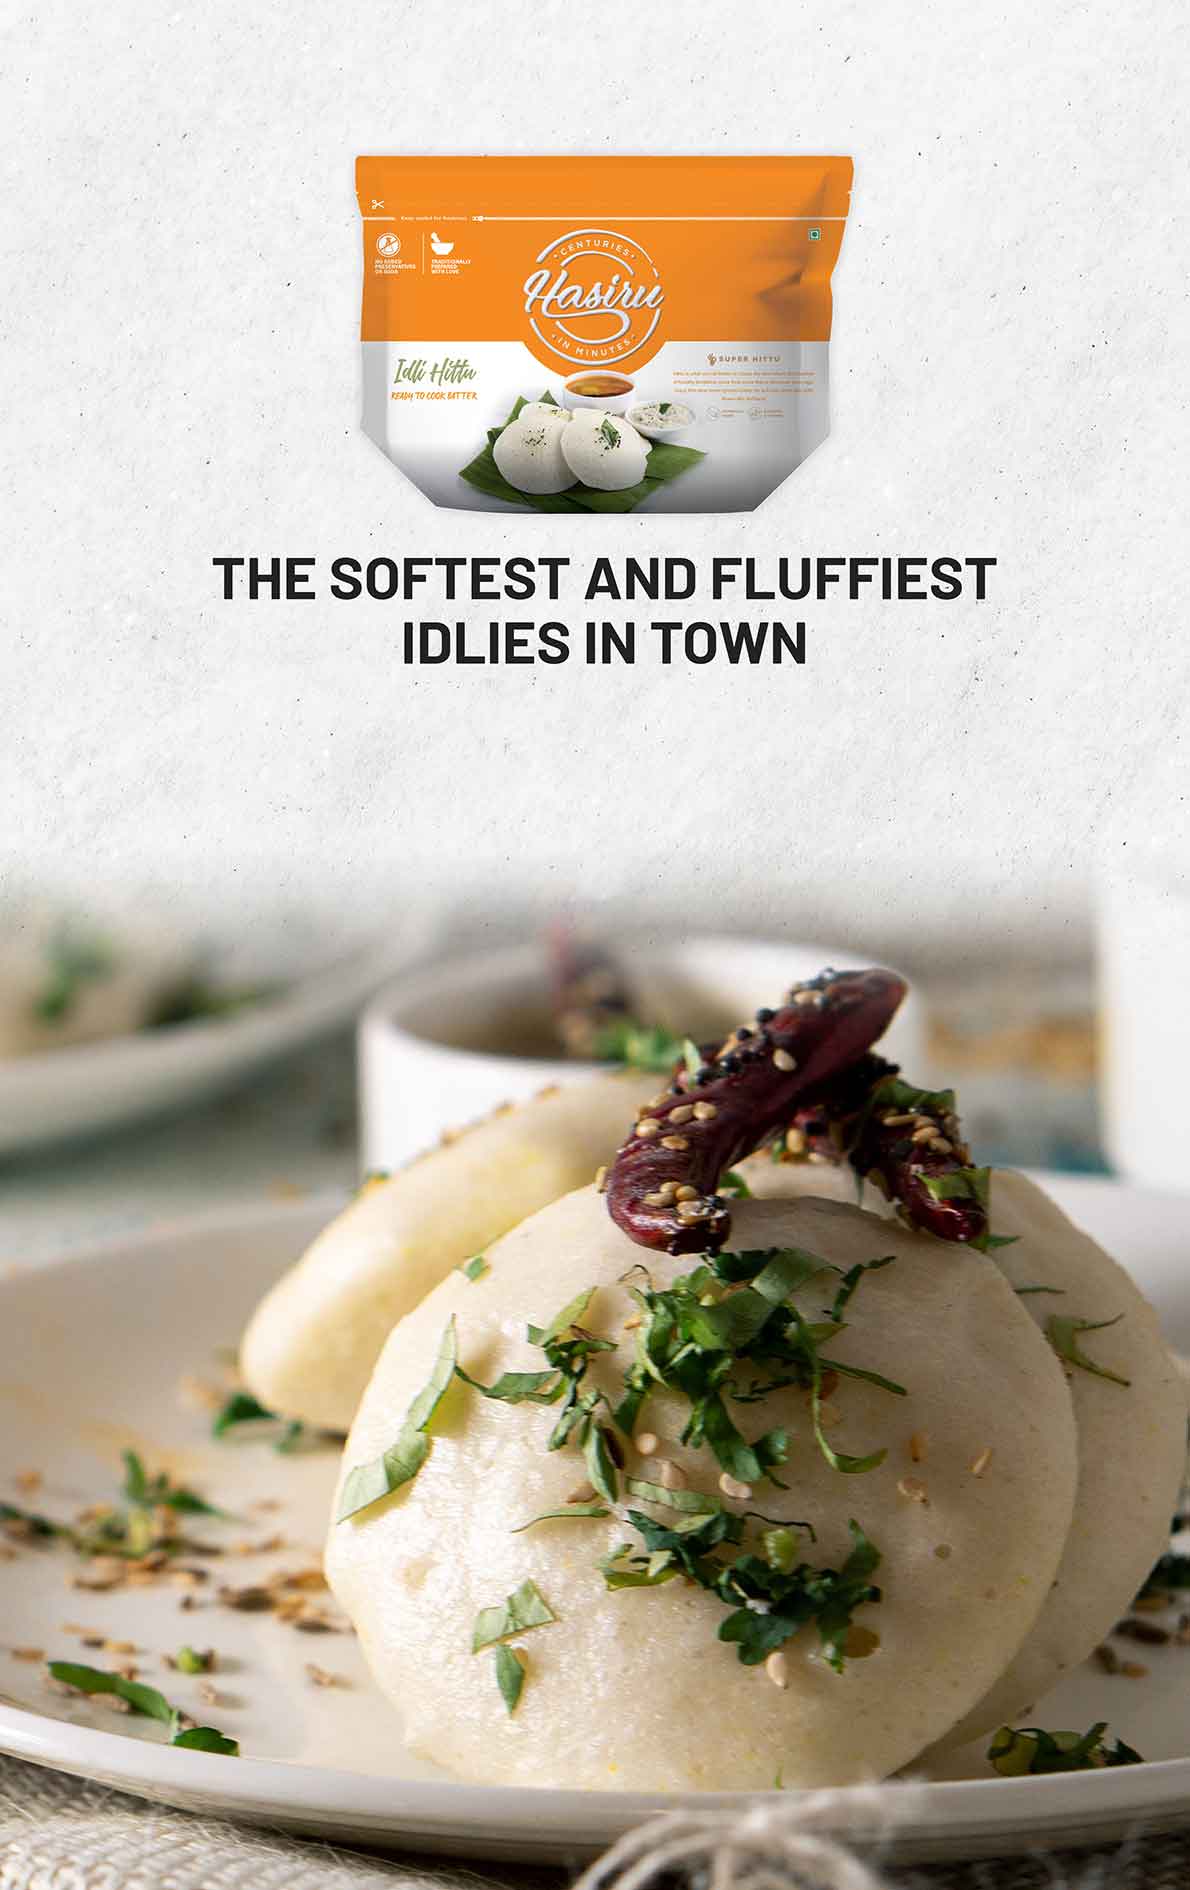 Keep sealed for freshness
NO ADDED
PRESERVATIVES
OR SODA
TRADITIONALLY
PREPARED
WITH LOVE
CENTURIES
Hasiru
IN MINUTES
Idli Hittu
READY TO COOK BATTER
SUPER HITTU
THE SOFTEST AND FLUFFIEST
IDLIES IN TOWN